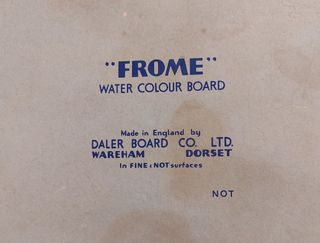 "FROME"
WATER COLOUR BOARD
Made in England by
DALER BOARD CO. LTD.
WAREHAM DORSET
In FINE & NOT surfaces
NOT